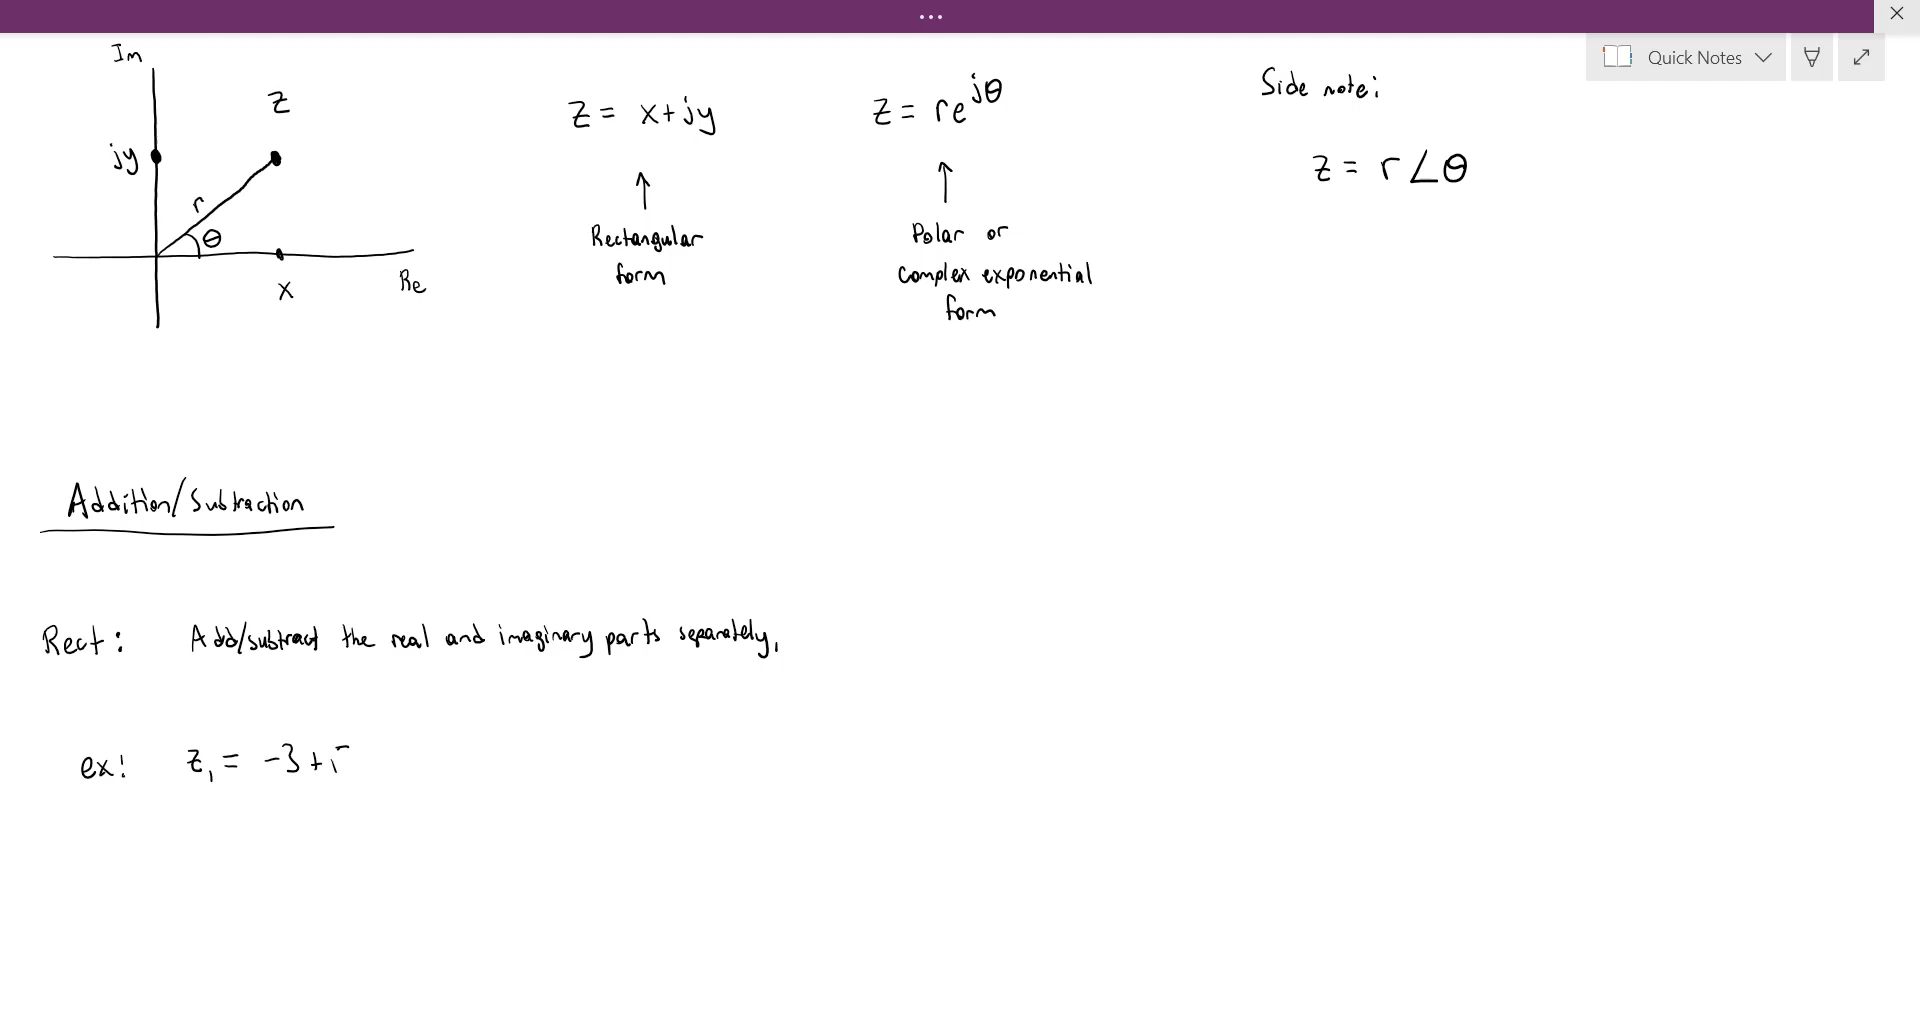 ...
Quick Notes
Im
z
jy
r
θ
x
Re
z = x+jy
↑
Rectangular
form
z = re^jθ
↑
Polar or
complex exponential
form
Side note:
z = r∠θ
Addition/Subtraction
Rect: Add/subtract the real and imaginary parts separately.
ex: z₁ = -3+